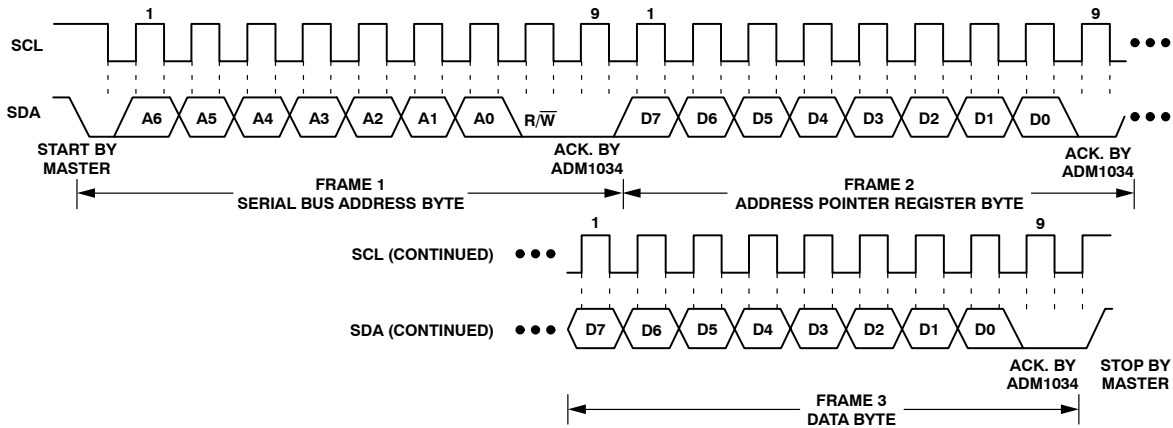 1 9 1 9
SCL
SDA A6 A5 A4 A3 A2 A1 A0 R/W̅ D7 D6 D5 D4 D3 D2 D1 D0
START BY
MASTER
ACK. BY
ADM1034
ACK. BY
ADM1034
FRAME 1
SERIAL BUS ADDRESS BYTE
FRAME 2
ADDRESS POINTER REGISTER BYTE
1 9
SCL (CONTINUED)
SDA (CONTINUED) D7 D6 D5 D4 D3 D2 D1 D0
ACK. BY
ADM1034
STOP BY
MASTER
FRAME 3
DATA BYTE